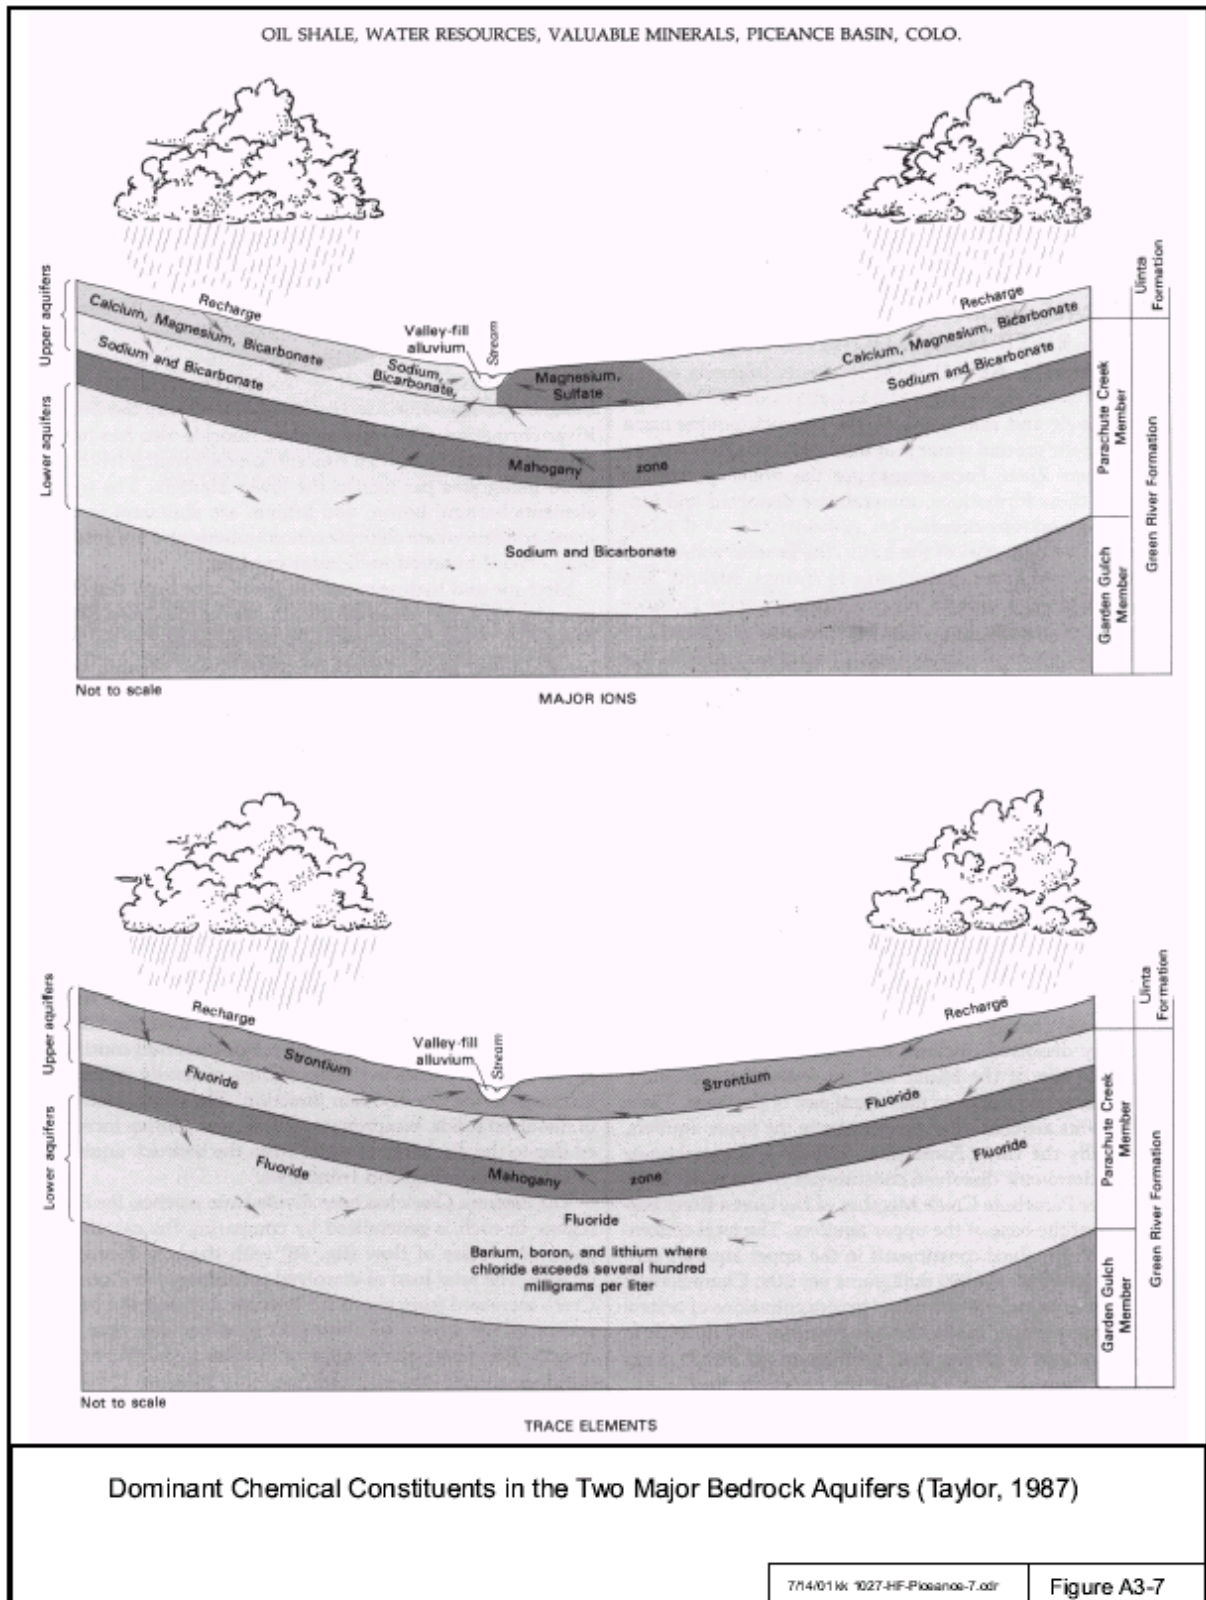 OIL SHALE, WATER RESOURCES, VALUABLE MINERALS, PICEANCE BASIN, COLO.
Upper aquifers
Lower aquifers
Recharge
Calcium, Magnesium, Bicarbonate
Sodium and Bicarbonate
Valley-fill
alluvium
Stream
Sodium,
Bicarbonate,
Magnesium,
Sulfate
Recharge
Calcium, Magnesium, Bicarbonate
Sodium and Bicarbonate
Mahogany zone
Sodium and Bicarbonate
Uinta
Formation
Parachute Creek
Member
Garden Gulch
Member
Green River Formation
Not to scale
MAJOR IONS
Upper aquifers
Lower aquifers
Recharge
Strontium
Fluoride
Fluoride
Valley-fill
alluvium
Stream
Recharge
Strontium
Fluoride
Fluoride
Mahogany zone
Fluoride
Barium, boron, and lithium where
chloride exceeds several hundred
milligrams per liter
Uinta
Formation
Parachute Creek
Member
Garden Gulch
Member
Green River Formation
Not to scale
TRACE ELEMENTS
Dominant Chemical Constituents in the Two Major Bedrock Aquifers (Taylor, 1987)
7/14/01 kk 1027-HF-Piceance-7.cdr
Figure A3-7